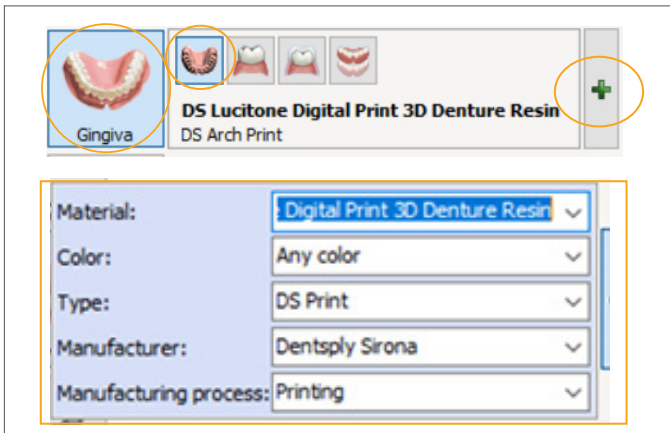 DS Lucitone Digital Print 3D Denture Resin
Gingiva
DS Arch Print
Material:
Digital Print 3D Denture Resin
Color:
Any color
Type:
DS Print
Manufacturer:
Dentsply Sirona
Manufacturing process:
Printing